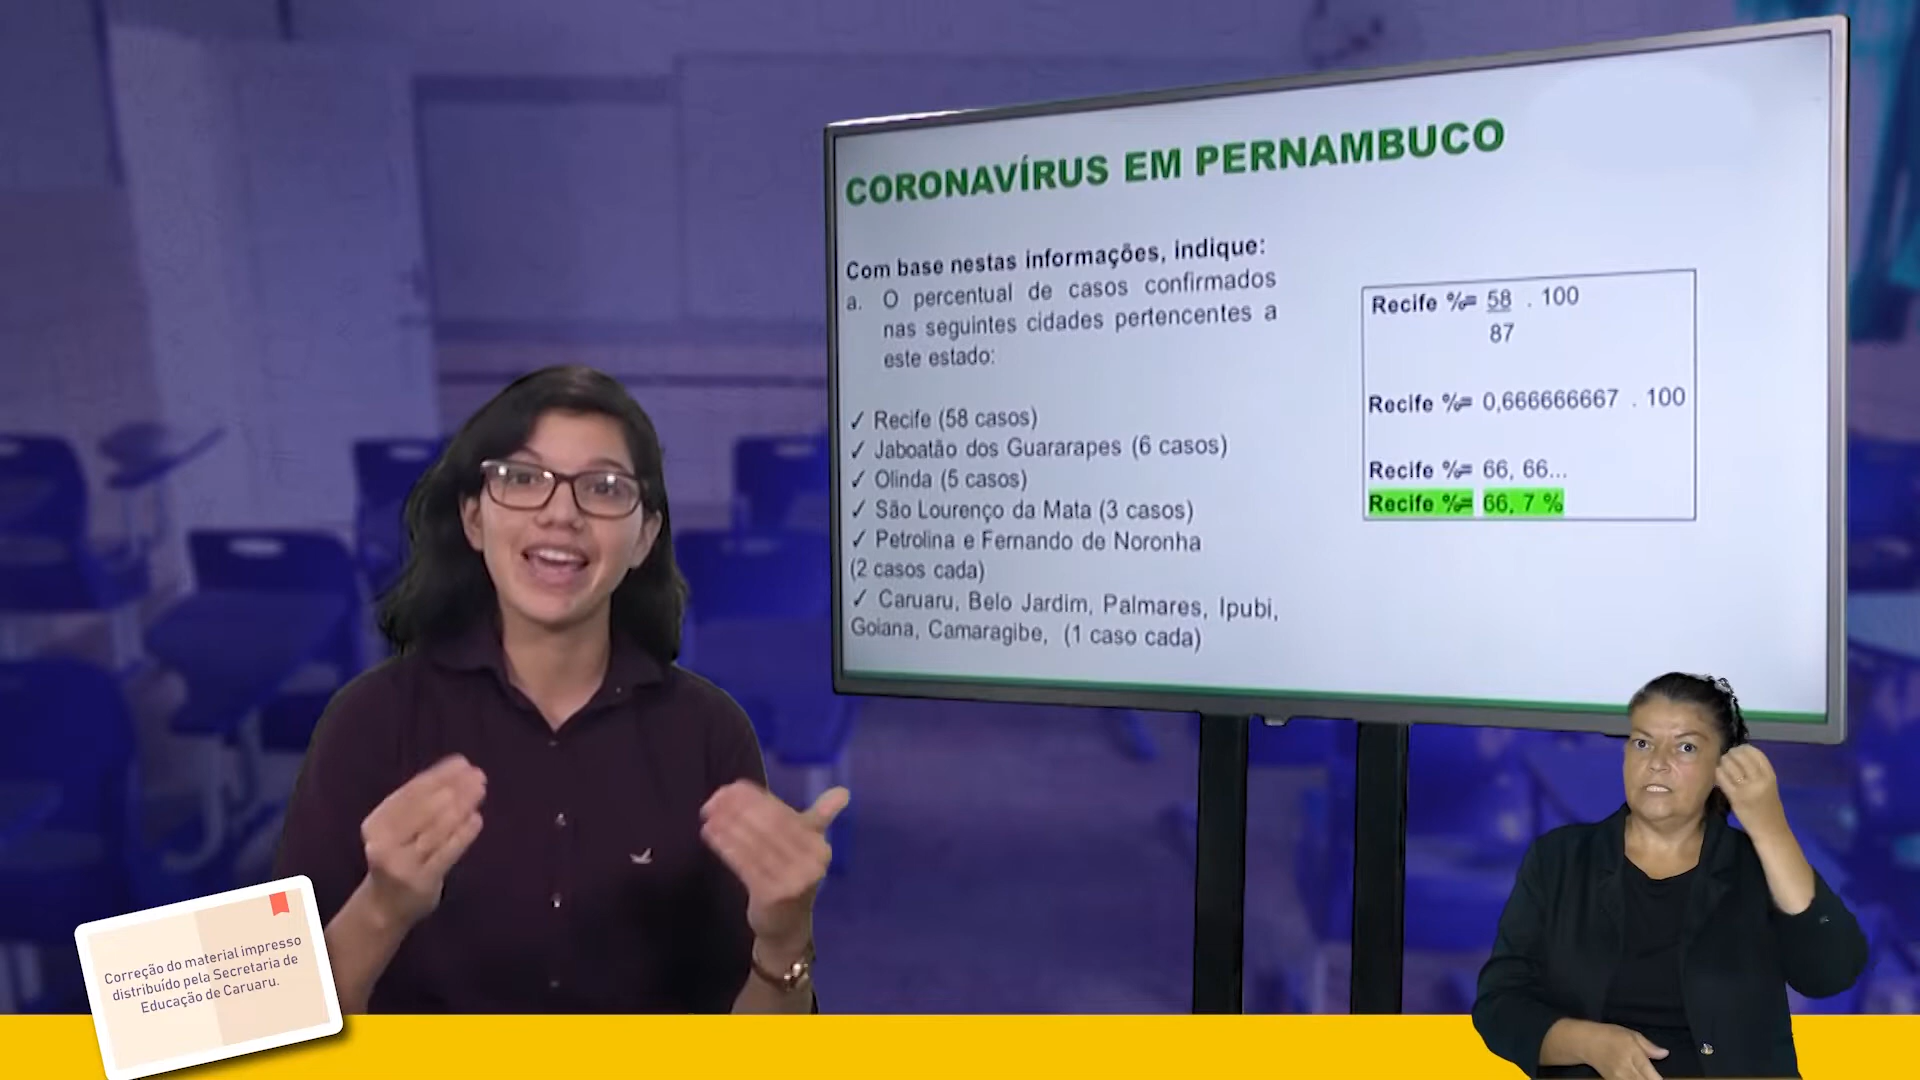 CORONAVÍRUS EM PERNAMBUCO
Com base nestas informações, indique:
a. O percentual de casos confirmados
nas seguintes cidades pertencentes a
este estado:
✓ Recife (58 casos)
✓ Jaboatão dos Guararapes (6 casos)
✓ Olinda (5 casos)
✓ São Lourenço da Mata (3 casos)
✓ Petrolina e Fernando de Noronha
(2 casos cada)
✓ Caruaru, Belo Jardim, Palmares, Ipubi,
Goiana, Camaragibe, (1 caso cada)
Recife %= 58 . 100
87
Recife %= 0,666666667 . 100
Recife %= 66, 66...
Recife %= 66, 7 %
Correção do material impresso
distribuído pela Secretaria de
Educação de Caruaru.